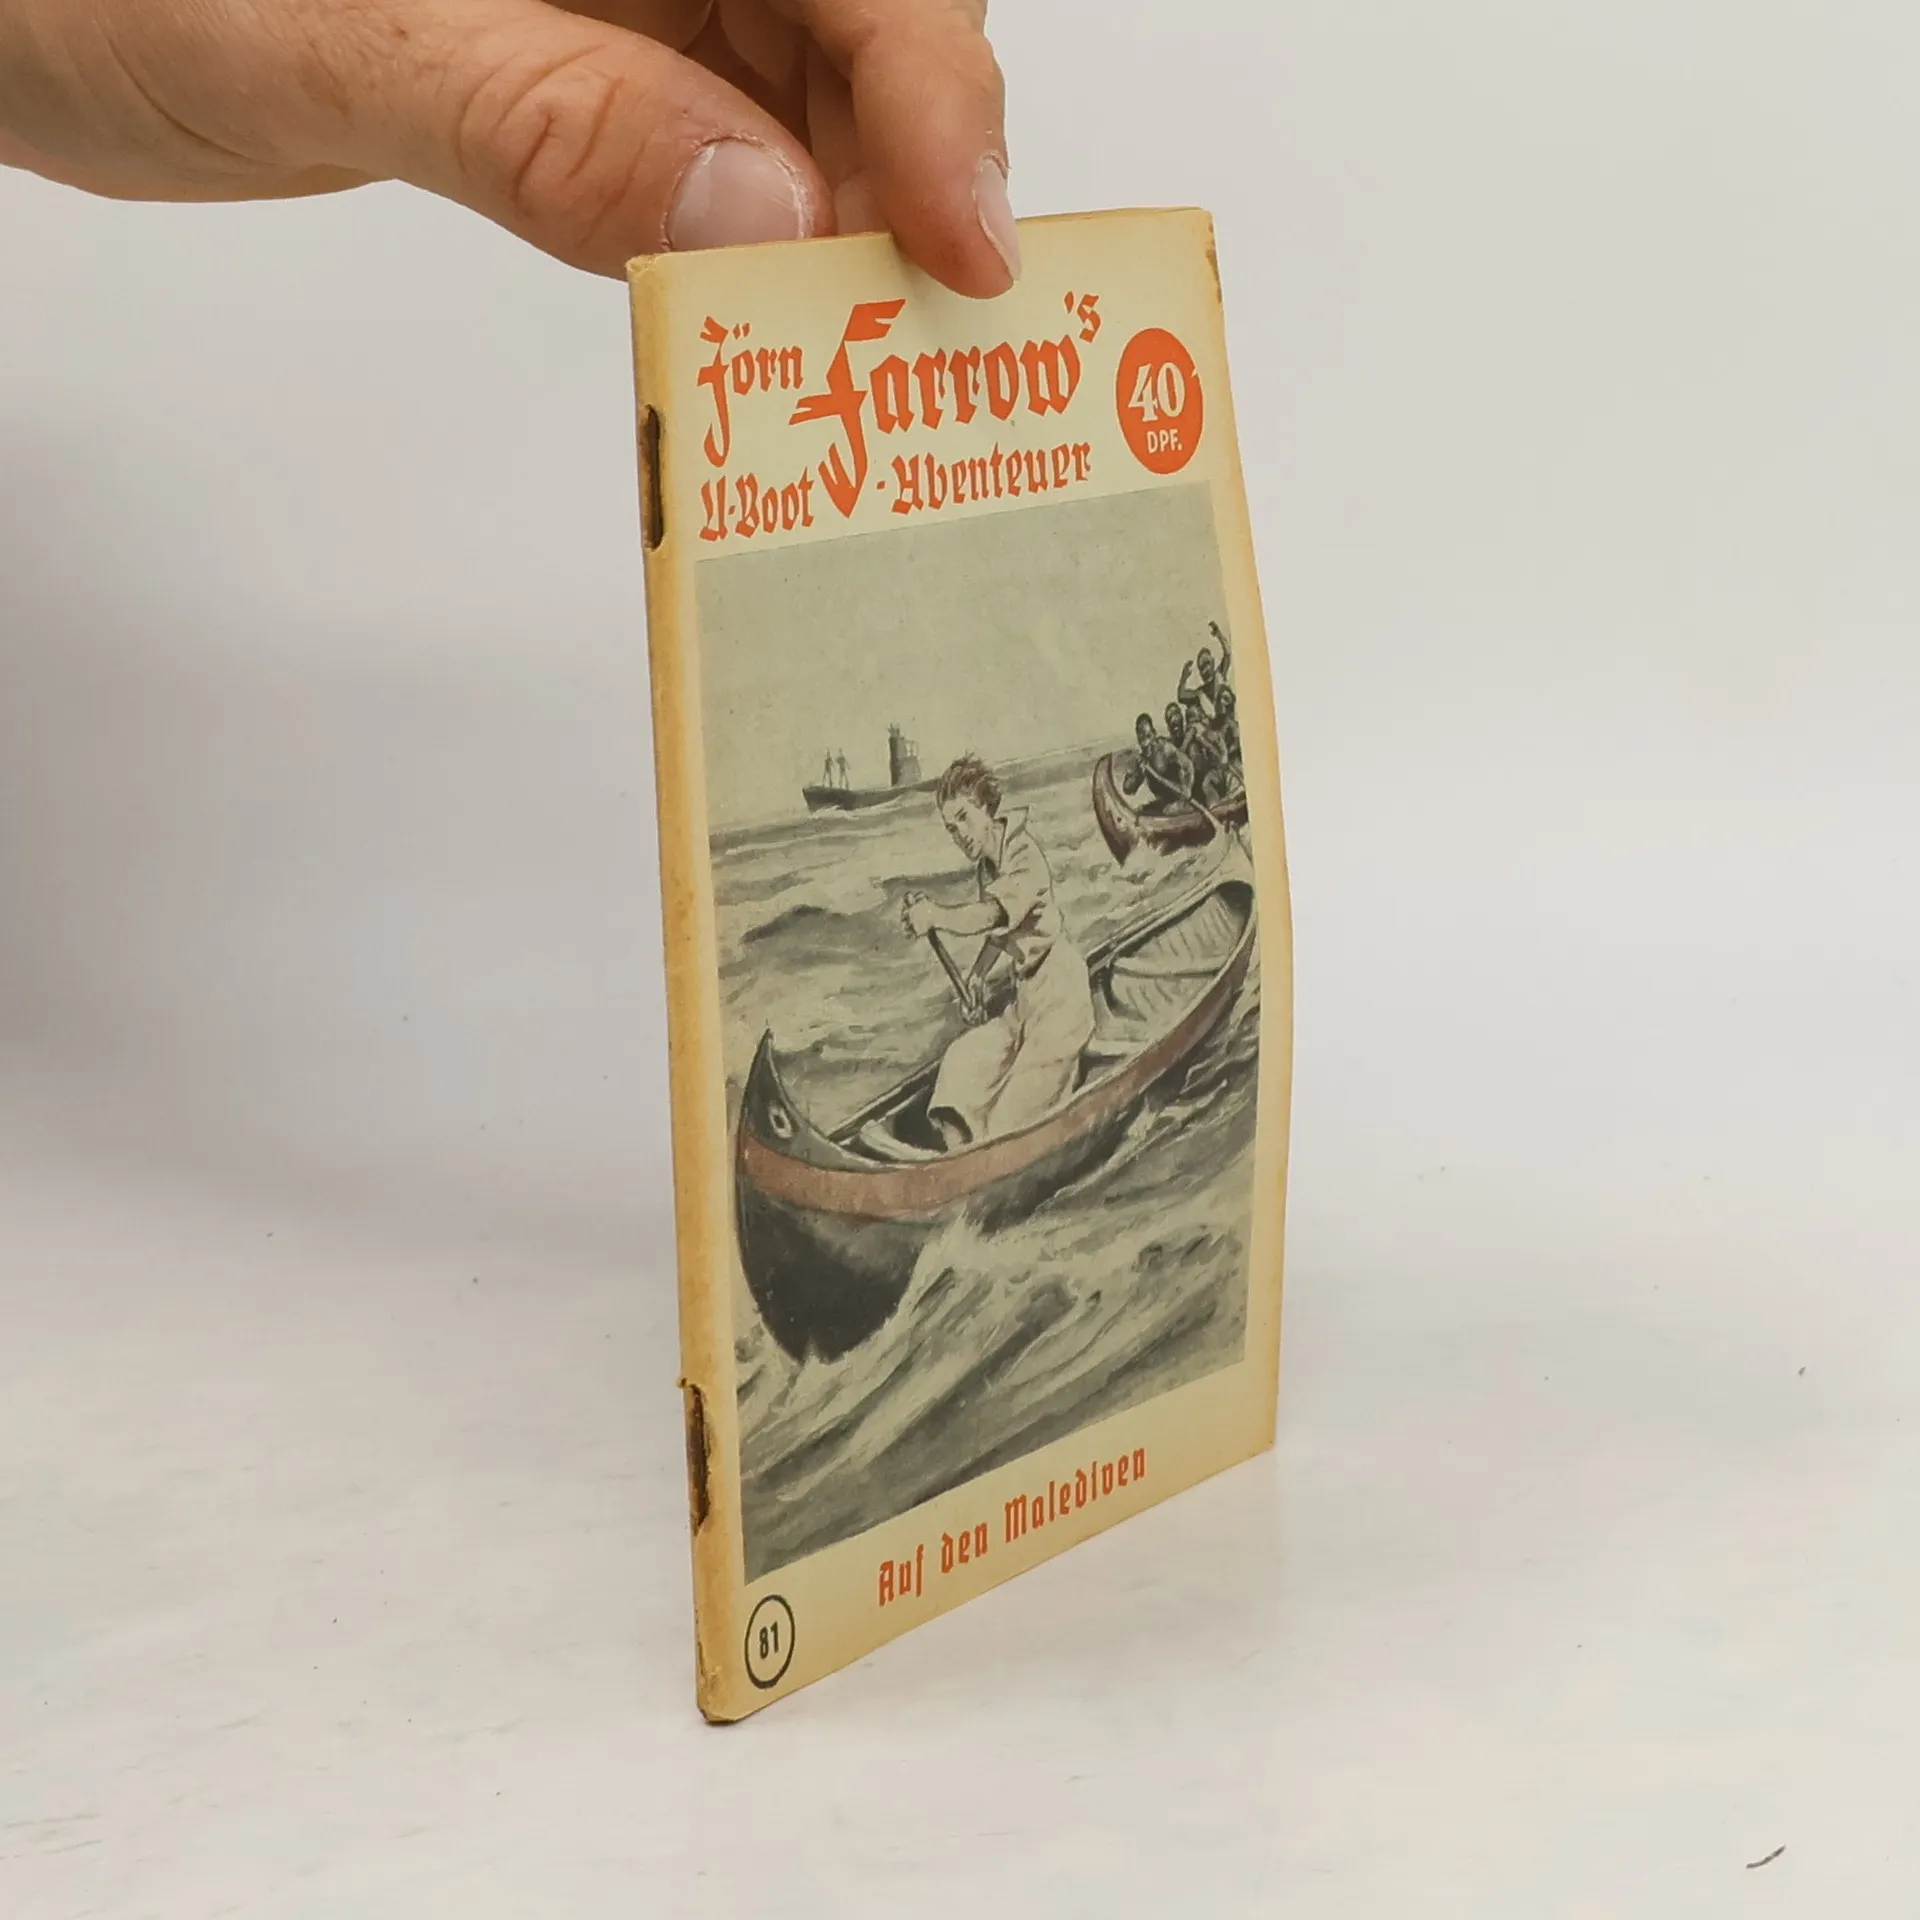 Jörn Farrow's
U-Boot-Abenteuer
40
DPF.
Auf den Malediven
81